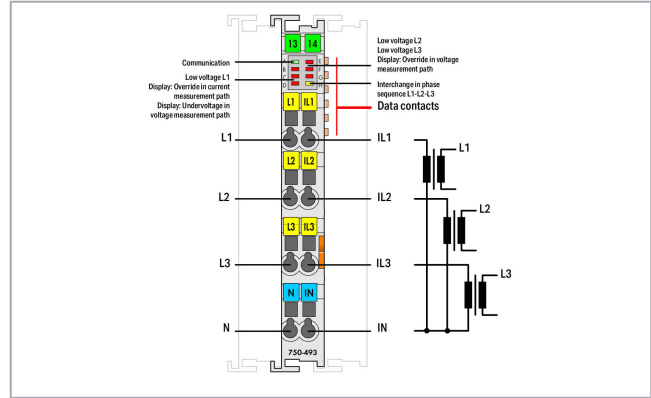 13 14
Communication
Low voltage L1
Display: Override in current
measurement path
Display: Undervoltage in
voltage measurement path
A
B
C
D
E
F
G
H
Low voltage L2
Low voltage L3
Display: Override in voltage
measurement path
Interchange in phase
sequence L1-L2-L3
Data contacts
L1 IL1
L1
IL1
L1
L2 IL2
L2
IL2
L2
L3 IL3
L3
IL3
L3
N IN
N
IN
750-493